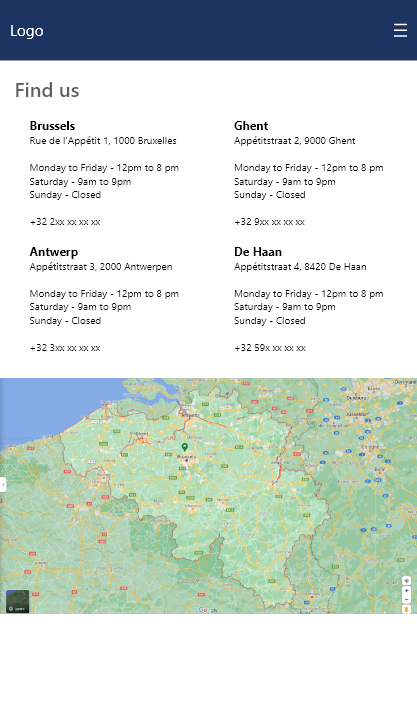 Logo
Find us
Brussels
Rue de l'Appétit 1, 1000 Bruxelles
Monday to Friday - 12pm to 8 pm
Saturday - 9am to 9pm
Sunday - Closed
+32 2xx xx xx xx
Ghent
Appétitstraat 2, 9000 Ghent
Monday to Friday - 12pm to 8 pm
Saturday - 9am to 9pm
Sunday - Closed
+32 9xx xx xx xx
Antwerp
Appétitstraat 3, 2000 Antwerpen
Monday to Friday - 12pm to 8 pm
Saturday - 9am to 9pm
Sunday - Closed
+32 3xx xx xx xx
De Haan
Appétitstraat 4, 8420 De Haan
Monday to Friday - 12pm to 8 pm
Saturday - 9am to 9pm
Sunday - Closed
+32 59x xx xx xx
Dortmund
Duisburg
Düsseldorf
Cologne
Google